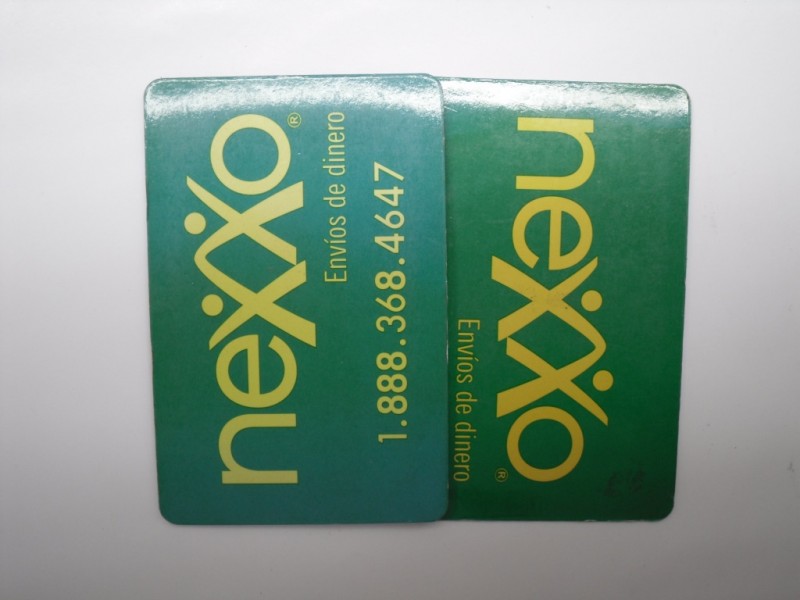 nexxo®
Envíos de dinero
1.888.368.4647
nexxo®
Envíos de dinero